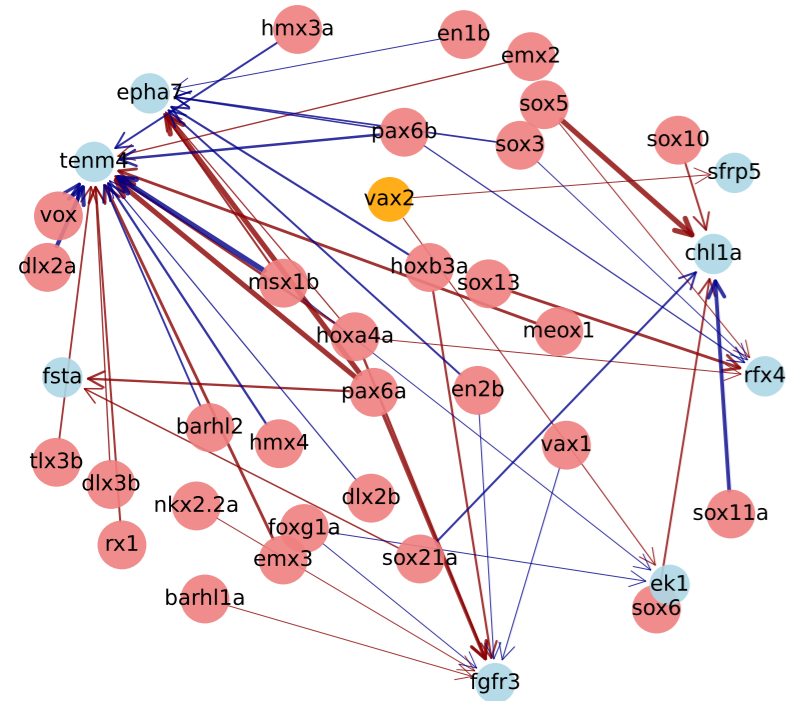 hmx3a
en1b
emx2
epha7
sox5
pax6b
sox3
sox10
tenm4
sfrp5
vax2
vox
chl1a
dlx2a
hoxb3a
msx1b
sox13
hoxa4a
meox1
fsta
rfx4
pax6a
en2b
barhl2
hmx4
vax1
tlx3b
dlx3b
dlx2b
nkx2.2a
sox11a
foxg1a
rx1
emx3
sox21a
ek1
barhl1a
sox6
fgfr3